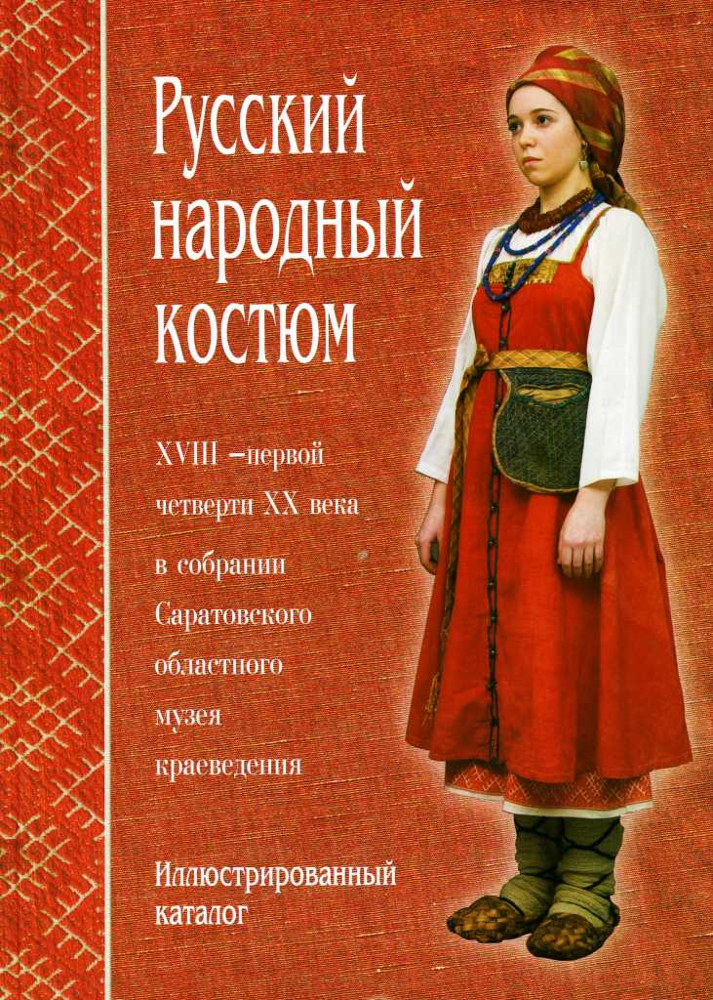 Русский
народный
костюм
XVIII –первой
четверти XX века
в собрании
Саратовского
областного
музея
краеведения
Иллюстрированный
каталог